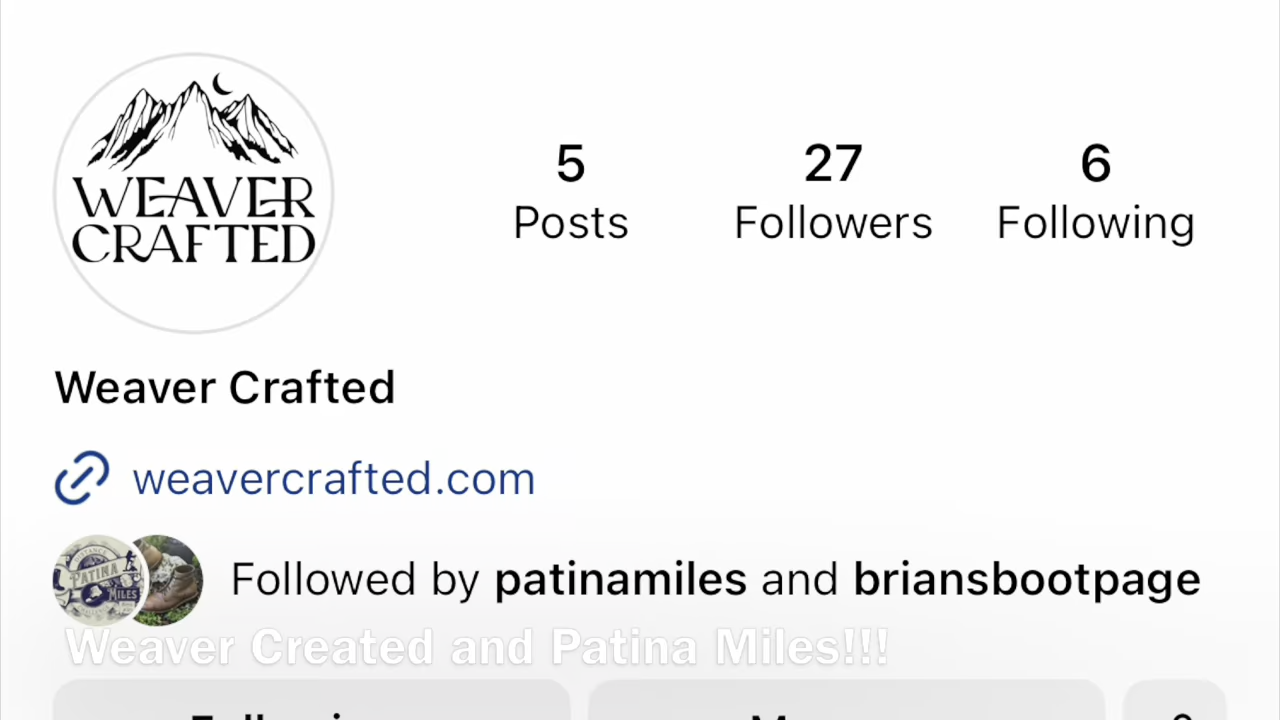 WEAVER
CRAFTED
5 27 6
Posts Followers Following
Weaver Crafted
weavercrafted.com
PATINA
MILES
Followed by patinamiles and briansbootpage
Weaver Created and Patina Miles!!!